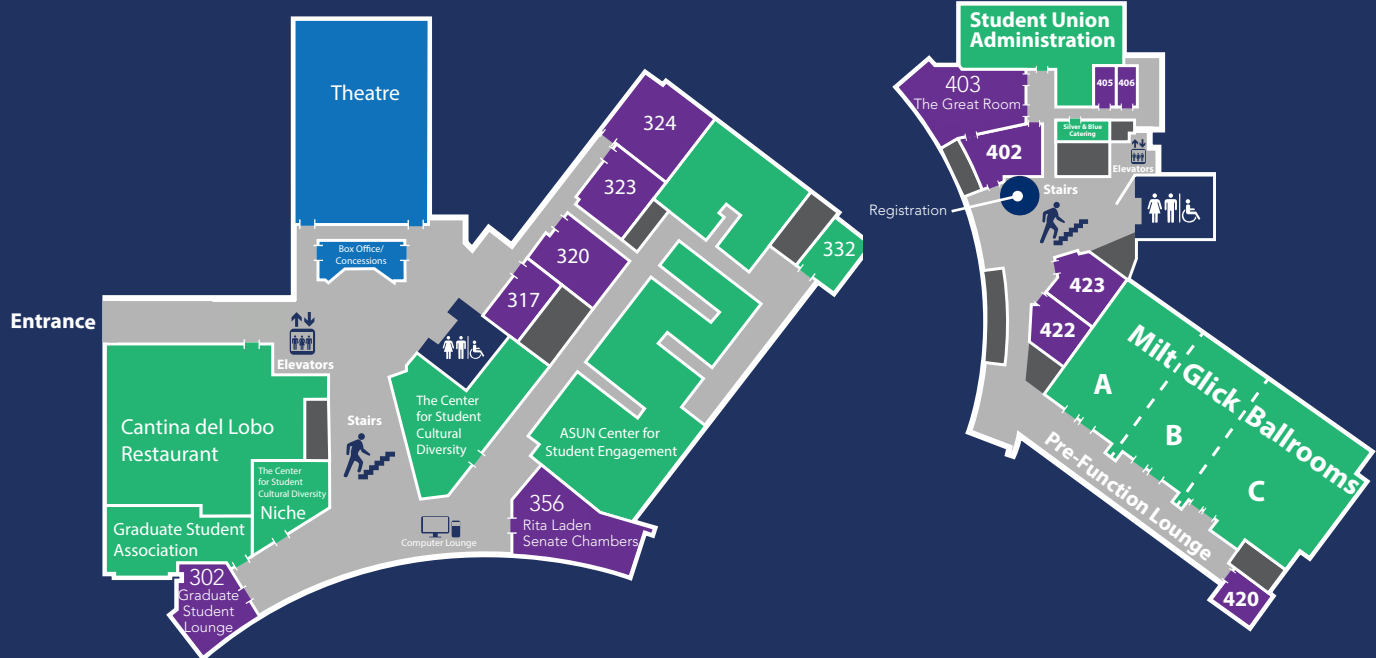 Theatre
Box Office/
Concessions
Entrance
Elevators
Cantina del Lobo
Restaurant
Stairs
The Center
for Student
Cultural Diversity
Niche
Graduate Student
Association
302
Graduate
Student
Lounge
The Center
for Student
Cultural
Diversity
Computer Lounge
324
323
320
317
332
ASUN Center for
Student Engagement
356
Rita Laden
Senate Chambers
Student Union
Administration
403
The Great Room
405
406
Silver & Blue
Catering
402
Elevators
Stairs
Registration
423
422
Milt Glick Ballrooms
A
B
C
Pre-Function Lounge
420